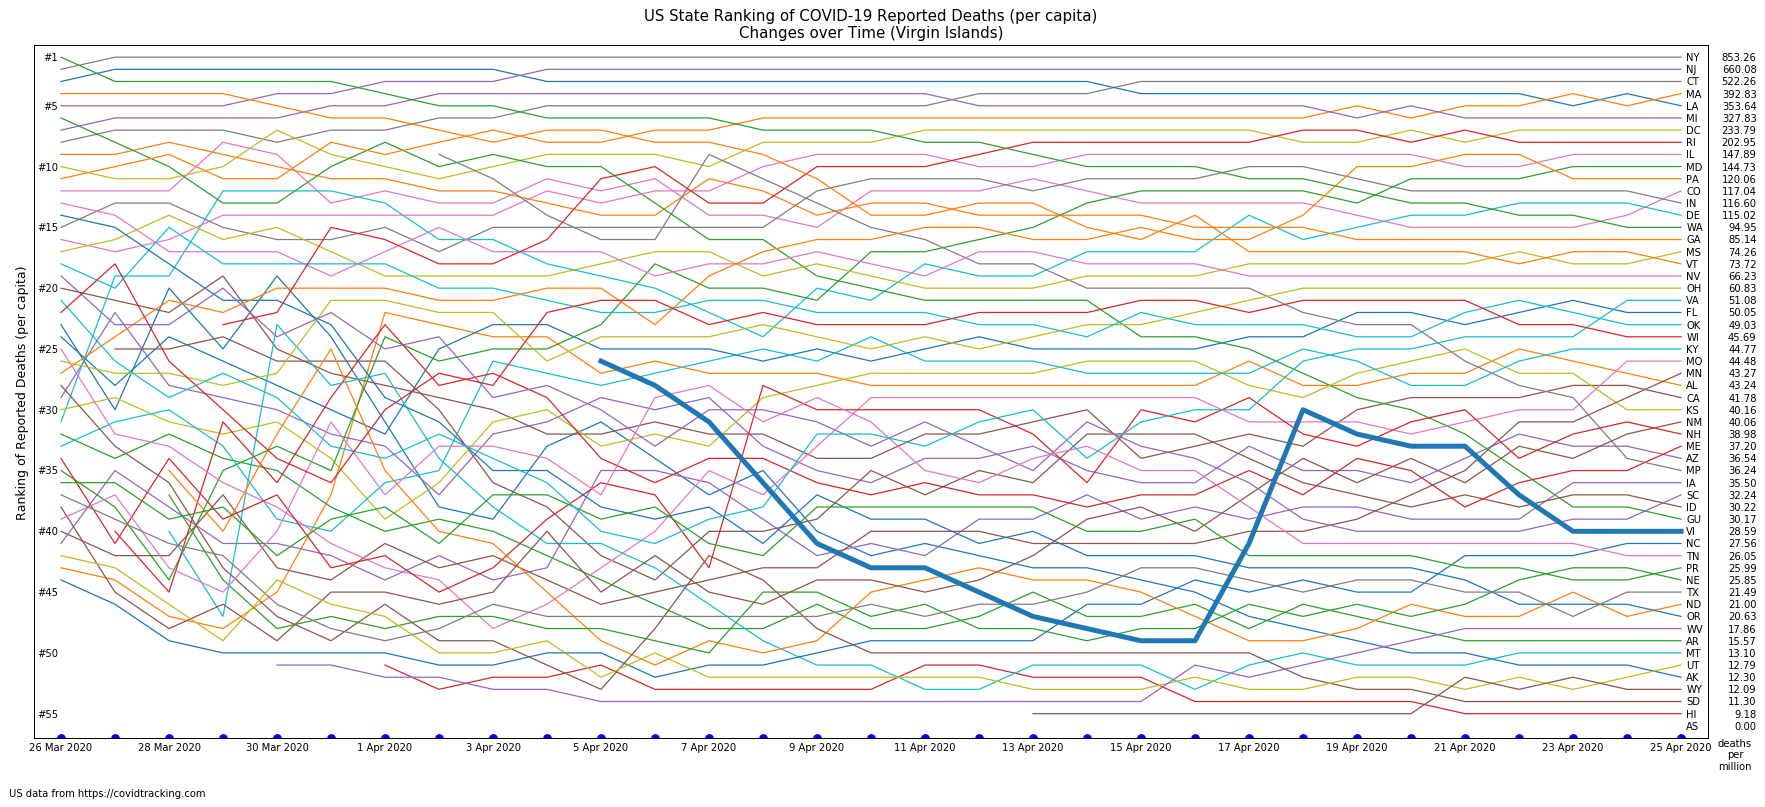 US State Ranking of COVID-19 Reported Deaths (per capita)
Changes over Time (Virgin Islands)
Ranking of Reported Deaths (per capita)
#1
#5
#10
#15
#20
#25
#30
#35
#40
#45
#50
#55
NY 853.26
NJ 660.08
CT 522.26
MA 392.83
LA 353.64
MI 327.83
DC 233.79
RI 202.95
IL 147.89
MD 144.73
PA 120.06
CO 117.04
IN 116.60
DE 115.02
WA 94.95
GA 85.14
MS 74.26
VT 73.72
NV 66.23
OH 60.83
VA 51.08
FL 50.05
OK 49.03
WI 45.69
KY 44.77
MO 44.48
MN 43.27
AL 43.24
CA 41.78
KS 40.16
NM 40.06
NH 38.98
ME 37.20
AZ 36.54
MP 36.24
IA 35.50
SC 32.24
ID 30.22
GU 30.17
VI 28.59
NC 27.56
TN 26.05
PR 25.99
NE 25.85
TX 21.49
ND 21.00
OR 20.63
WV 17.86
AR 15.57
MT 13.10
UT 12.79
AK 12.30
WY 12.09
SD 11.30
HI 9.18
AS 0.00
26 Mar 2020 28 Mar 2020 30 Mar 2020 1 Apr 2020 3 Apr 2020 5 Apr 2020 7 Apr 2020 9 Apr 2020 11 Apr 2020 13 Apr 2020 15 Apr 2020 17 Apr 2020 19 Apr 2020 21 Apr 2020 23 Apr 2020 25 Apr 2020
deaths
per
million
US data from https://covidtracking.com